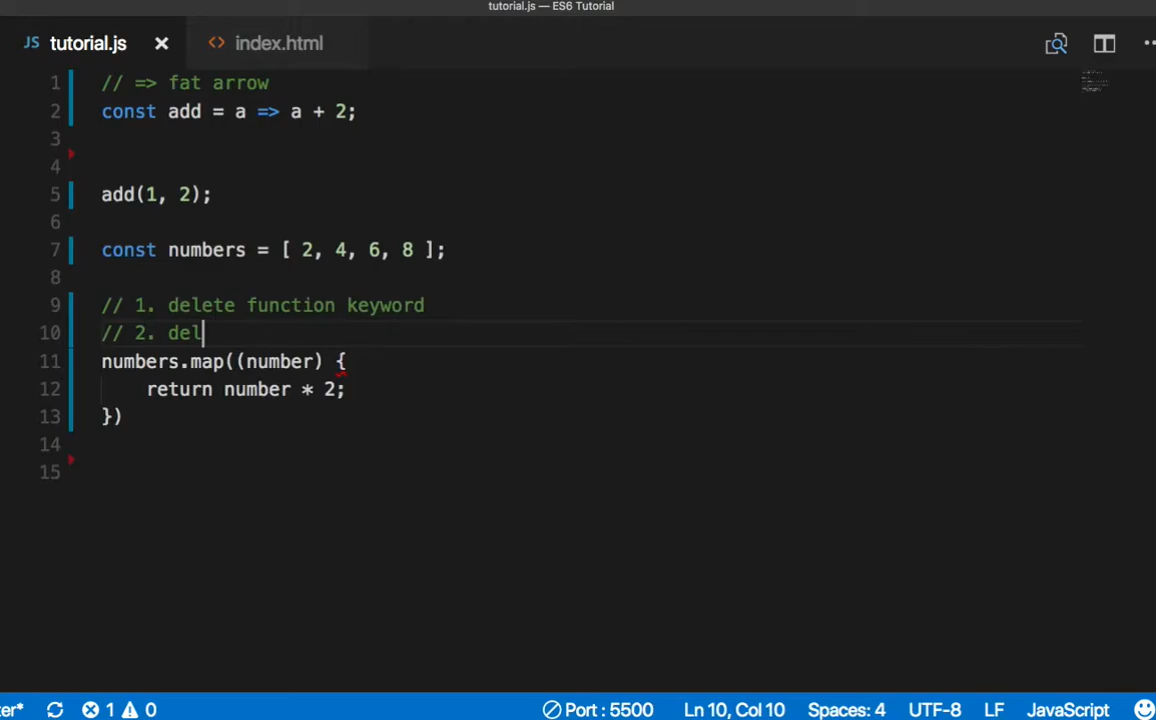 tutorial.js — ES6 Tutorial
JS tutorial.js × <> index.html
1 // => fat arrow
2 const add = a => a + 2;
3
4
5 add(1, 2);
6
7 const numbers = [ 2, 4, 6, 8 ];
8
9 // 1. delete function keyword
10 // 2. del
11 numbers.map((number) {
12     return number * 2;
13 })
14
15
ter* 1 0 Port : 5500 Ln 10, Col 10 Spaces: 4 UTF-8 LF JavaScript